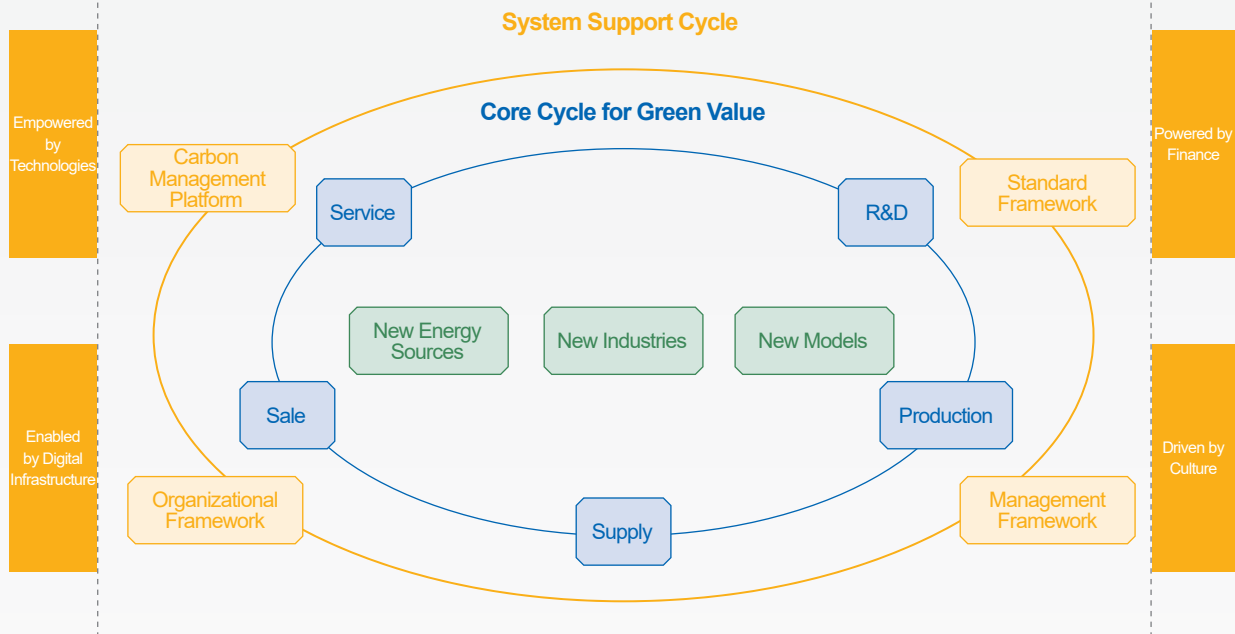 System Support Cycle
Core Cycle for Green Value
Empowered
by
Technologies
Powered by
Finance
Carbon
Management
Platform
Standard
Framework
Service
R&D
New Energy
Sources
New Industries
New Models
Sale
Production
Enabled
by Digital
Infrastructure
Driven by
Culture
Organizational
Framework
Management
Framework
Supply